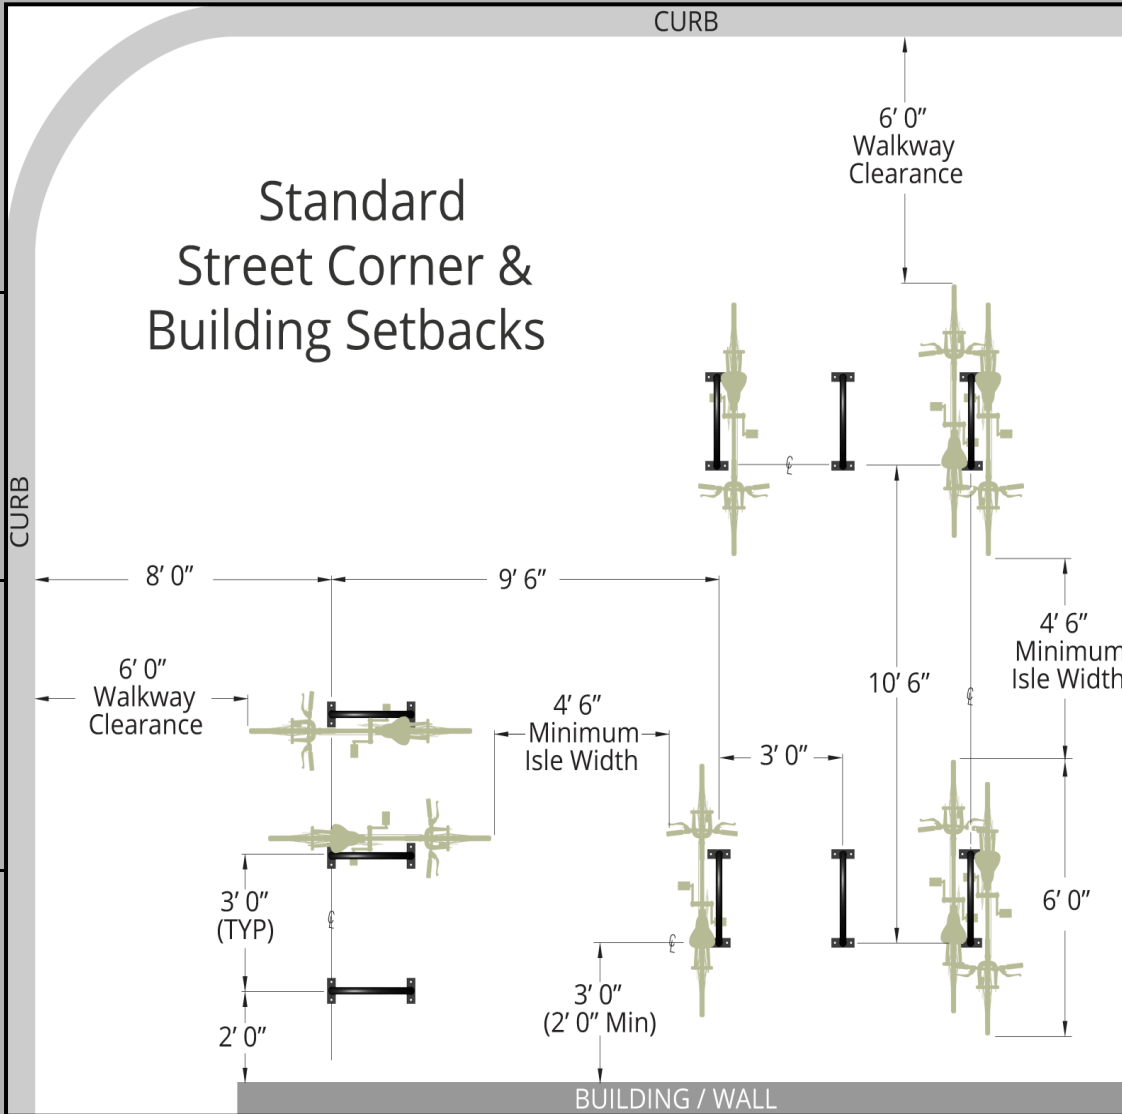 CURB
6’ 0”
Walkway
Clearance
Standard
Street Corner &
Building Setbacks
CURB
8’ 0”
9’ 6”
4’ 6”
Minimum
Isle Width
6’ 0”
Walkway
Clearance
4’ 6”
Minimum
Isle Width
10’ 6”
3’ 0”
3’ 0”
(TYP)
6’ 0”
3’ 0”
(2’ 0” Min)
2’ 0”
BUILDING / WALL